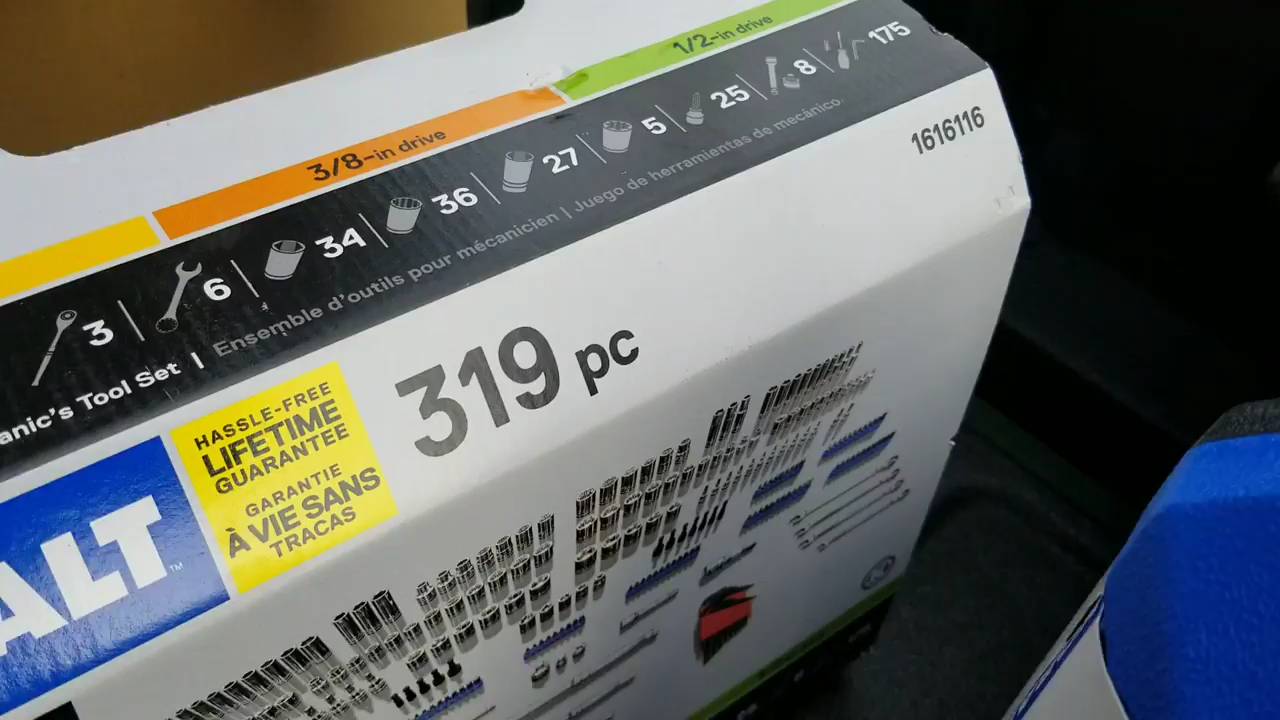 1/2-in drive
3/8-in drive
3 6 34 36 27 5 25 8 175
anic's Tool Set | Ensemble d'outils pour mécanicien | Juego de herramientas de mecánico.
1616116
319 pc
HASSLE-FREE
LIFETIME
GUARANTEE
GARANTIE
À VIE SANS
TRACAS
ALT™